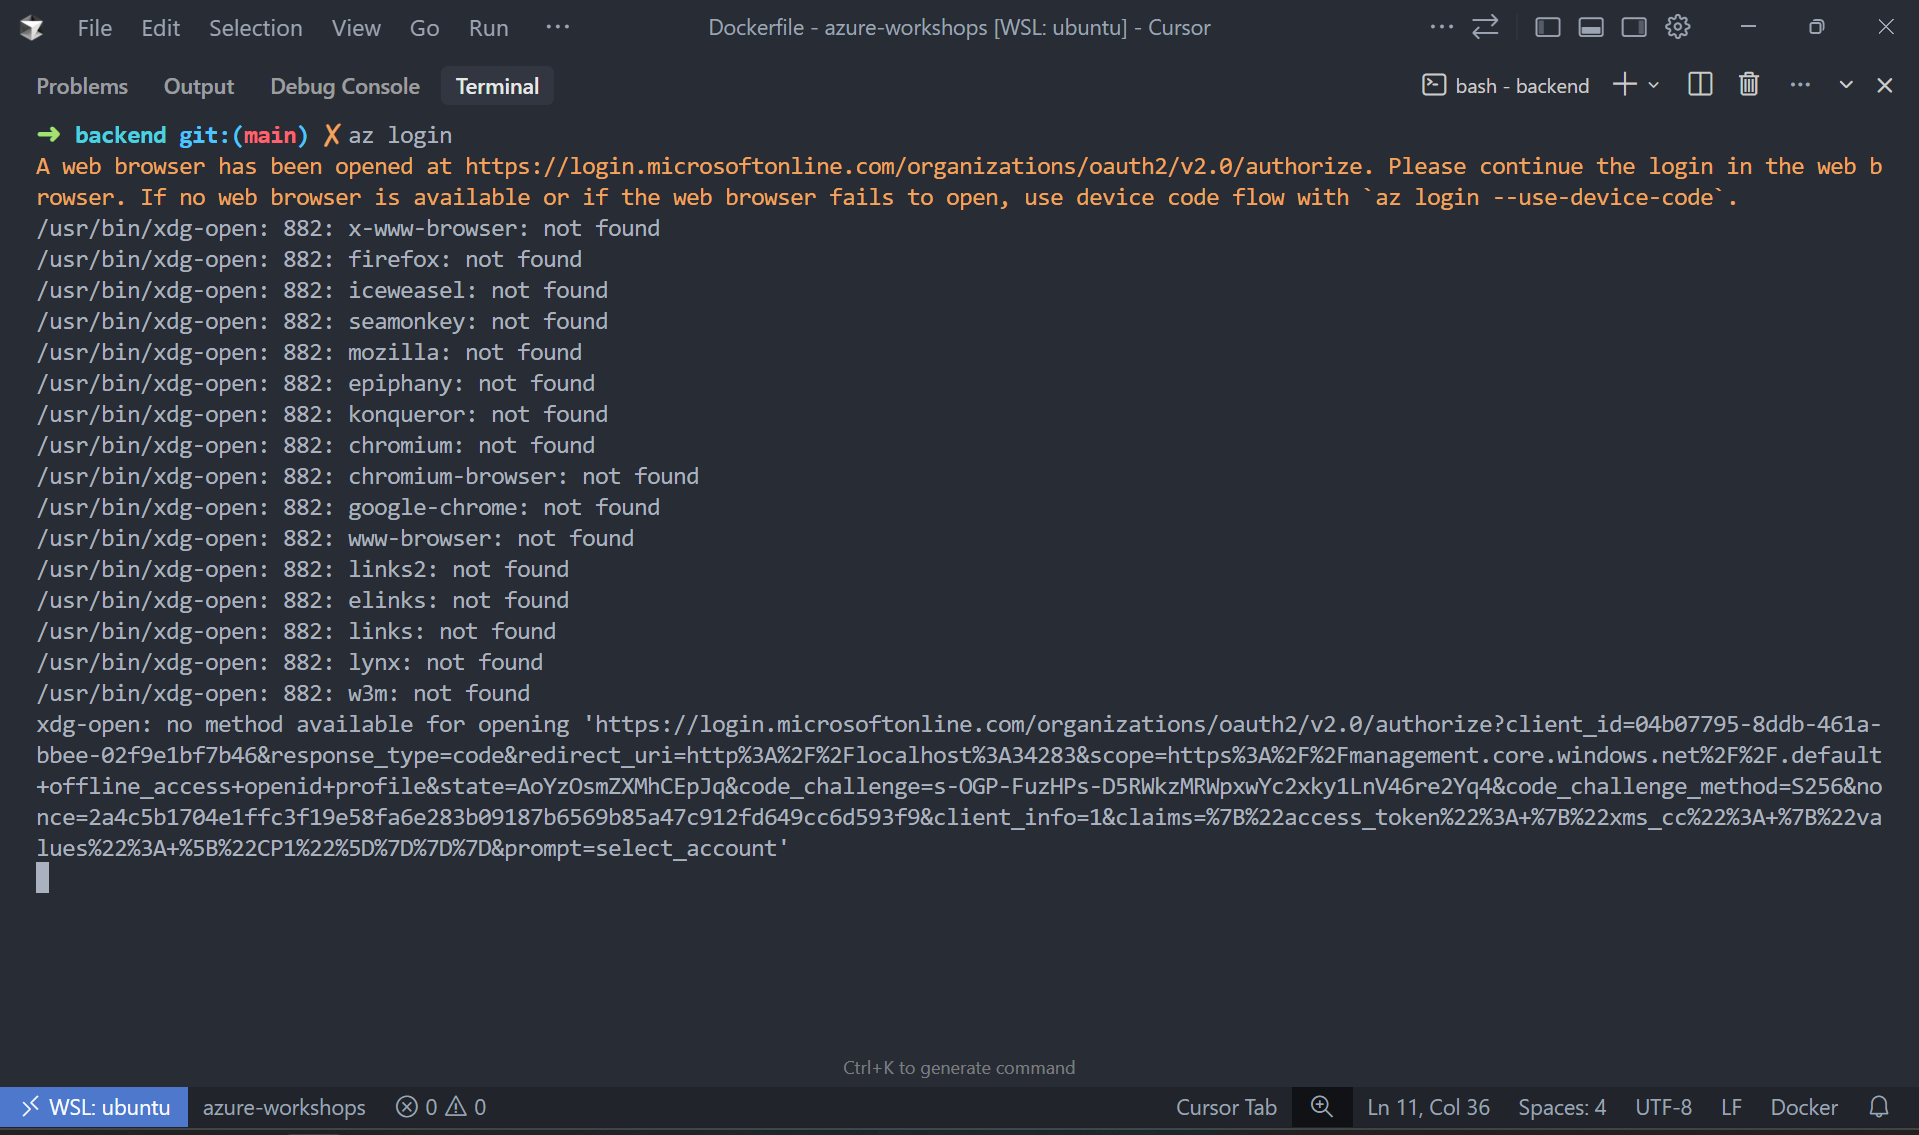 File Edit Selection View Go Run ··· Dockerfile - azure-workshops [WSL: ubuntu] - Cursor ···
Problems Output Debug Console Terminal bash - backend ···
➜ backend git:(main) ✗ az login
A web browser has been opened at https://login.microsoftonline.com/organizations/oauth2/v2.0/authorize. Please continue the login in the web b
rowser. If no web browser is available or if the web browser fails to open, use device code flow with `az login --use-device-code`.
/usr/bin/xdg-open: 882: x-www-browser: not found
/usr/bin/xdg-open: 882: firefox: not found
/usr/bin/xdg-open: 882: iceweasel: not found
/usr/bin/xdg-open: 882: seamonkey: not found
/usr/bin/xdg-open: 882: mozilla: not found
/usr/bin/xdg-open: 882: epiphany: not found
/usr/bin/xdg-open: 882: konqueror: not found
/usr/bin/xdg-open: 882: chromium: not found
/usr/bin/xdg-open: 882: chromium-browser: not found
/usr/bin/xdg-open: 882: google-chrome: not found
/usr/bin/xdg-open: 882: www-browser: not found
/usr/bin/xdg-open: 882: links2: not found
/usr/bin/xdg-open: 882: elinks: not found
/usr/bin/xdg-open: 882: links: not found
/usr/bin/xdg-open: 882: lynx: not found
/usr/bin/xdg-open: 882: w3m: not found
xdg-open: no method available for opening 'https://login.microsoftonline.com/organizations/oauth2/v2.0/authorize?client_id=04b07795-8ddb-461a-
bbee-02f9e1bf7b46&response_type=code&redirect_uri=http%3A%2F%2Flocalhost%3A34283&scope=https%3A%2F%2Fmanagement.core.windows.net%2F%2F.default
+offline_access+openid+profile&state=AoYzOsmZXMhCEpJq&code_challenge=s-OGP-FuzHPs-D5RWkzMRWpxwYc2xky1LnV46re2Yq4&code_challenge_method=S256&no
nce=2a4c5b1704e1ffc3f19e58fa6e283b09187b6569b85a47c912fd649cc6d593f9&client_info=1&claims=%7B%22access_token%22%3A+%7B%22xms_cc%22%3A+%7B%22va
lues%22%3A+%5B%22CP1%22%5D%7D%7D%7D&prompt=select_account'
Ctrl+K to generate command
WSL: ubuntu azure-workshops 0 0 Cursor Tab Ln 11, Col 36 Spaces: 4 UTF-8 LF Docker